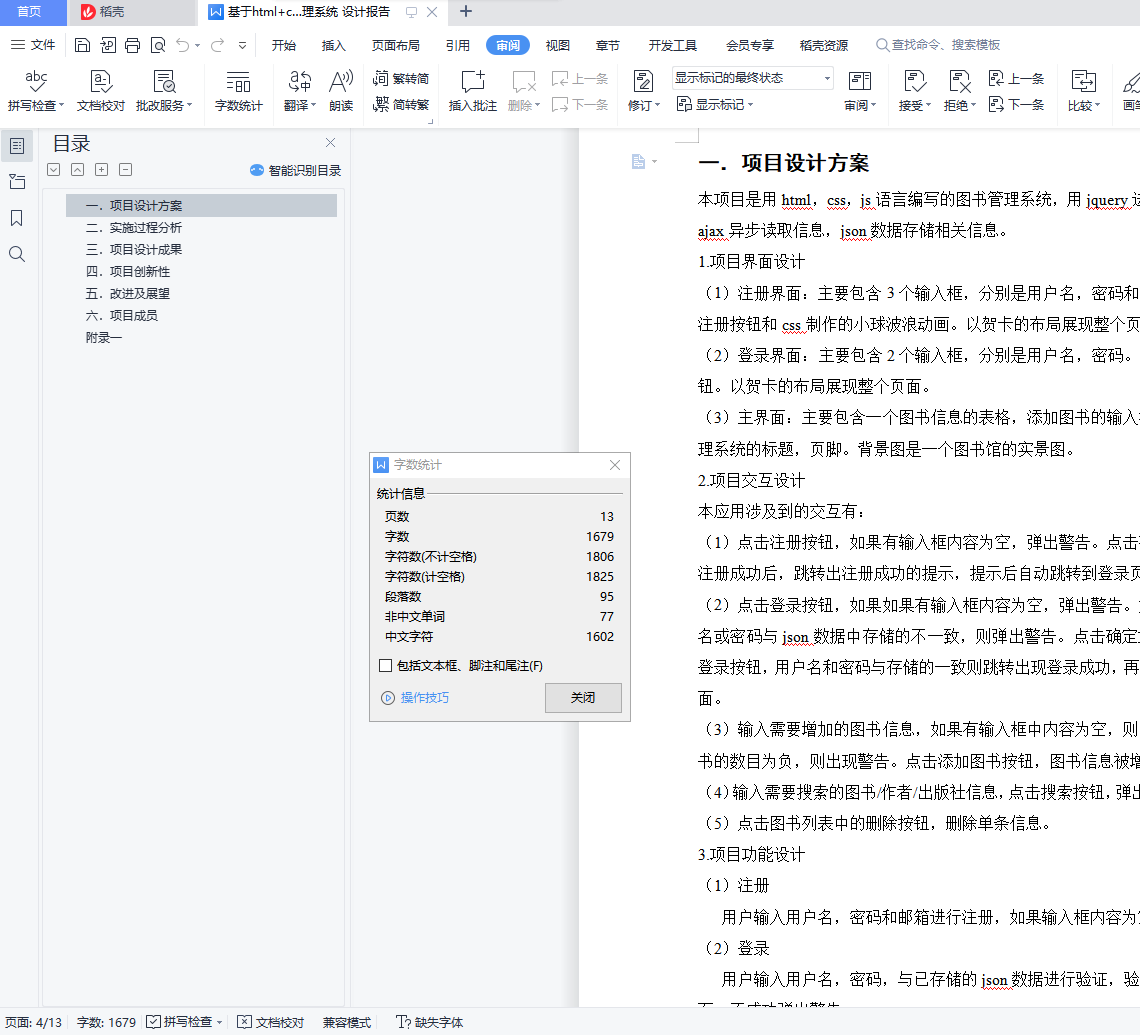 首页 稻壳 基于html+c...理系统 设计报告
文件 开始 插入 页面布局 引用 审阅 视图 章节 开发工具 会员专享 稻壳资源 查找命令、搜索模板
abc 繁转简 上一条 显示标记的最终状态 上一条
拼写检查 文档校对 批改服务 字数统计 翻译 朗读 简转繁 插入批注 删除 下一条 修订 显示标记 审阅 接受 拒绝 下一条 比较
目录
智能识别目录
一．项目设计方案
二．实施过程分析
三．项目设计成果
四．项目创新性
五．改进及展望
六．项目成员
附录一
一．项目设计方案
本项目是用 html，css，js 语言编写的图书管理系统，用 jquery
ajax 异步读取信息，json 数据存储相关信息。
1.项目界面设计
（1）注册界面：主要包含 3 个输入框，分别是用户名，密码和
注册按钮和 css 制作的小球波浪动画。以贺卡的布局展现整个页
（2）登录界面：主要包含 2 个输入框，分别是用户名，密码。
钮。以贺卡的布局展现整个页面。
（3）主界面：主要包含一个图书信息的表格，添加图书的输入
理系统的标题，页脚。背景图是一个图书馆的实景图。
2.项目交互设计
本应用涉及到的交互有：
（1）点击注册按钮，如果有输入框内容为空，弹出警告。点击
注册成功后，跳转出注册成功的提示，提示后自动跳转到登录页
（2）点击登录按钮，如果如果有输入框内容为空，弹出警告。
名或密码与 json 数据中存储的不一致，则弹出警告。点击确定
登录按钮，用户名和密码与存储的一致则跳转出现登录成功，再
面。
（3）输入需要增加的图书信息，如果有输入框中内容为空，则
书的数目为负，则出现警告。点击添加图书按钮，图书信息被增
（4）输入需要搜索的图书/作者/出版社信息，点击搜索按钮，弹出
（5）点击图书列表中的删除按钮，删除单条信息。
3.项目功能设计
（1）注册
用户输入用户名，密码和邮箱进行注册，如果输入框内容为
（2）登录
用户输入用户名，密码，与已存储的 json 数据进行验证，验
字数统计
统计信息
页数 13
字数 1679
字符数(不计空格) 1806
字符数(计空格) 1825
段落数 95
非中文单词 77
中文字符 1602
包括文本框、脚注和尾注(F)
操作技巧 关闭
页面: 4/13 字数: 1679 拼写检查 文档校对 兼容模式 缺失字体